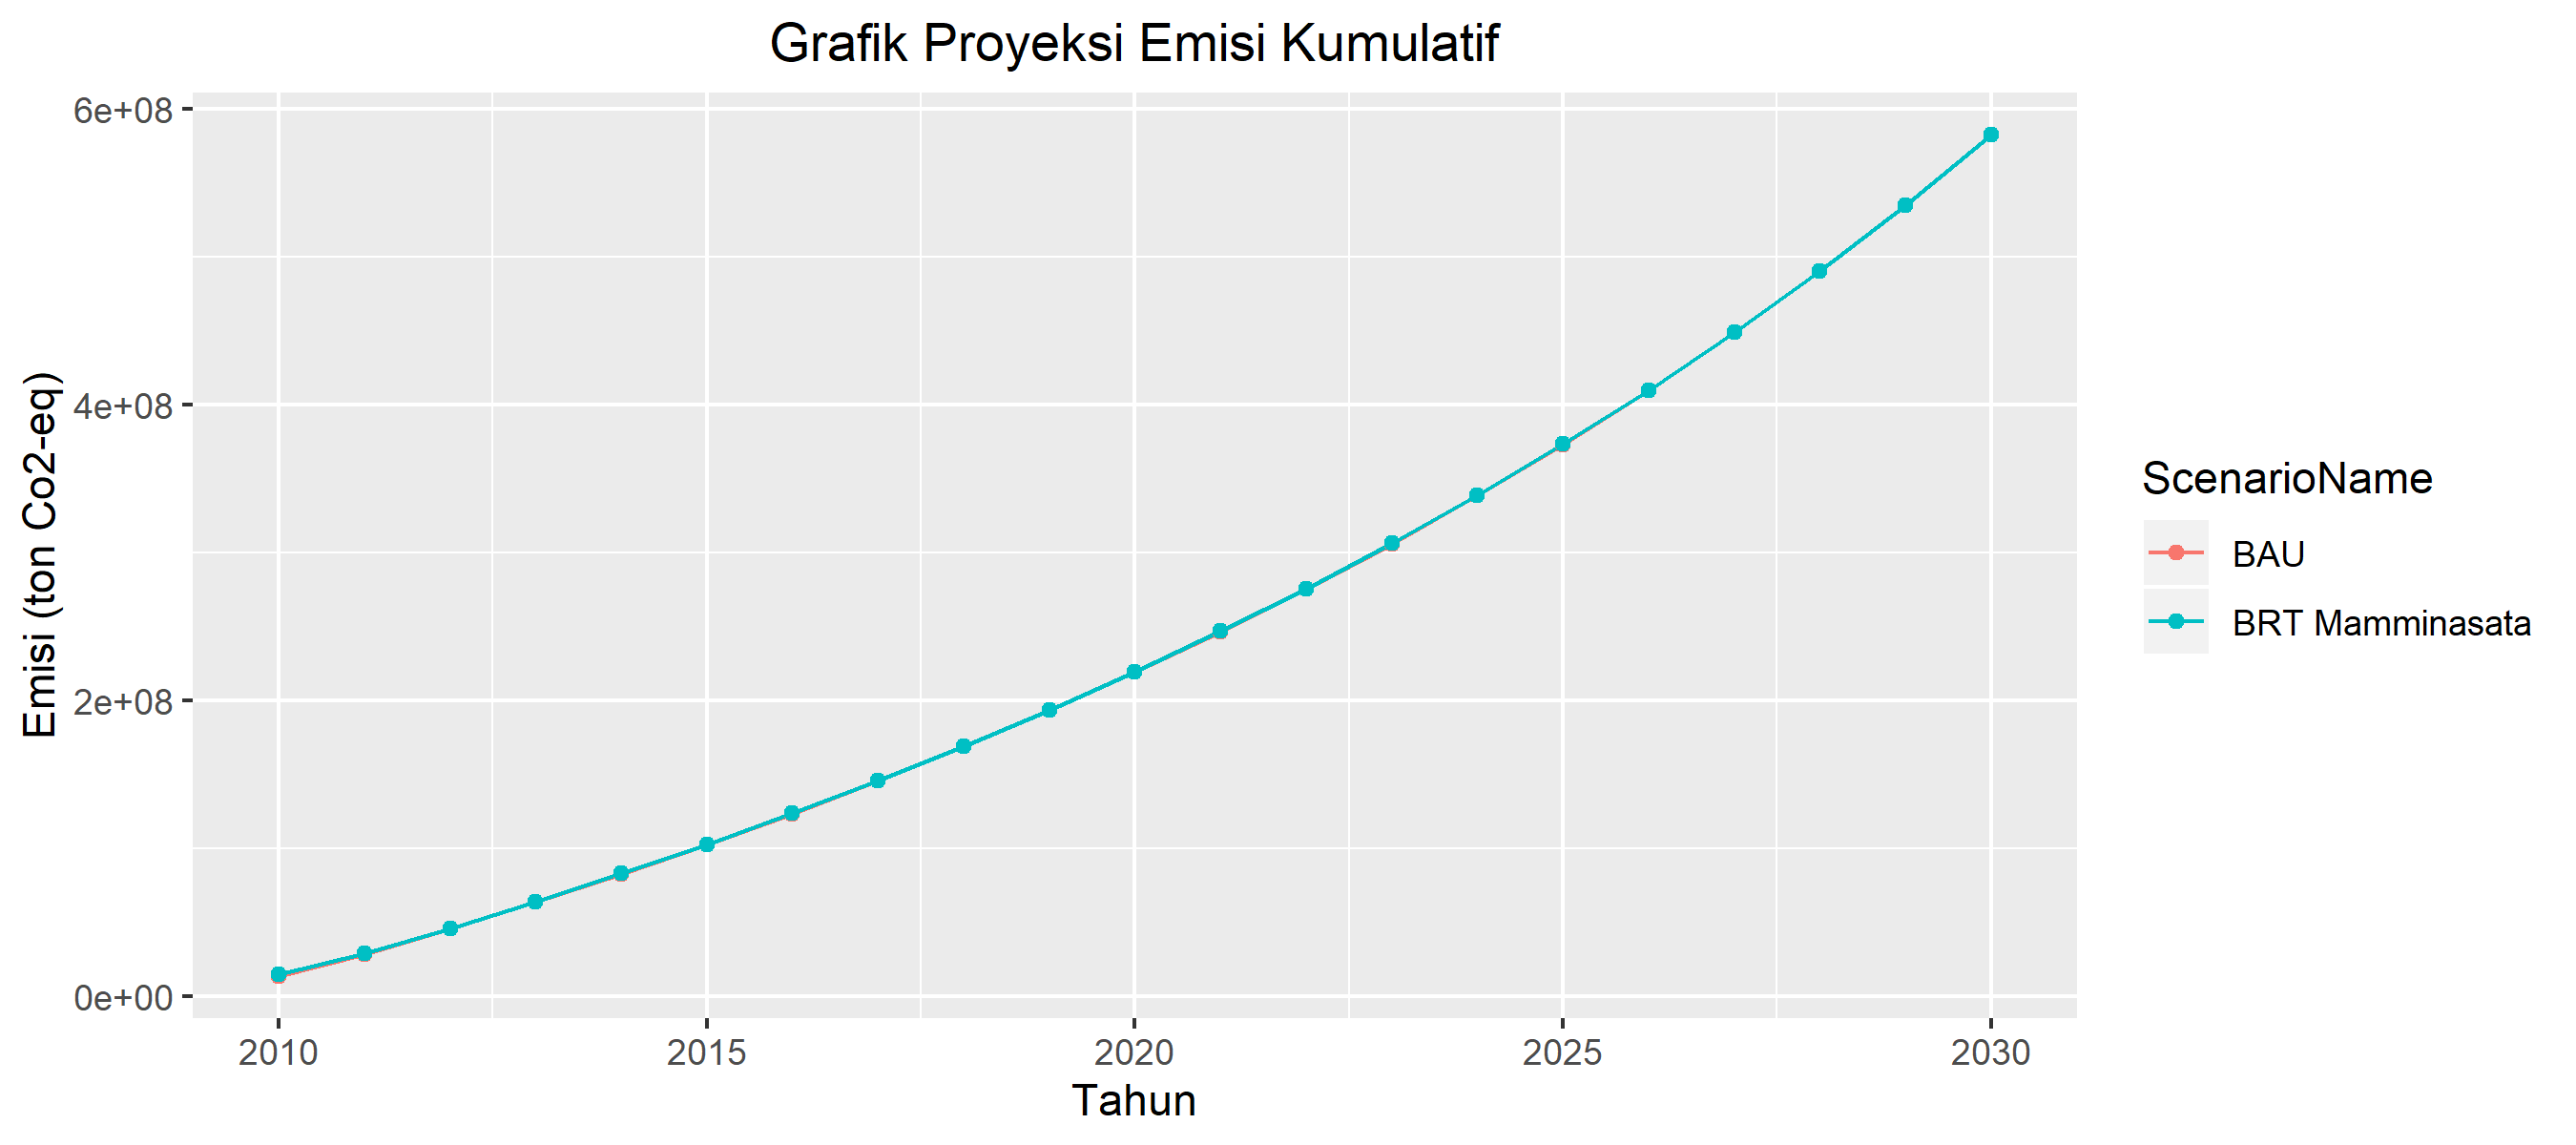 Grafik Proyeksi Emisi Kumulatif
6e+08
4e+08
2e+08
0e+00
Emisi (ton Co2-eq)
2010
2015
2020
2025
2030
Tahun
ScenarioName
BAU
BRT Mamminasata